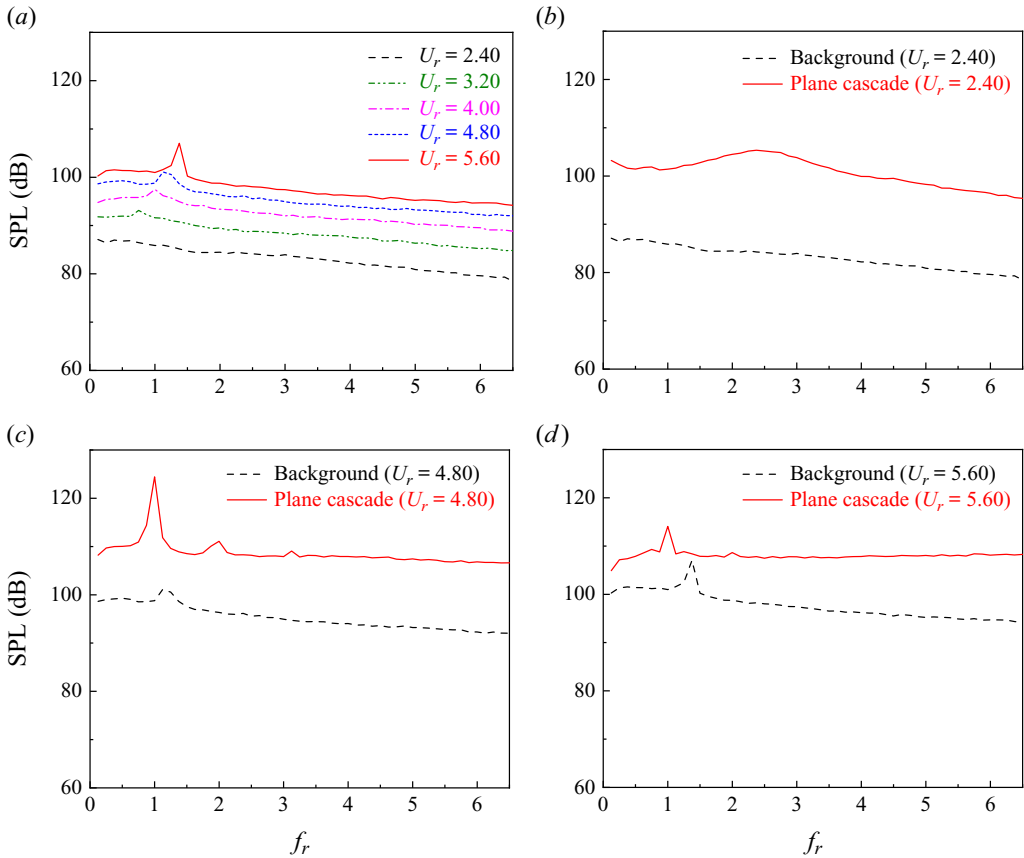 (a)
U_r = 2.40
U_r = 3.20
U_r = 4.00
U_r = 4.80
U_r = 5.60
SPL (dB)
120
100
80
60
0 1 2 3 4 5 6
(b)
Background (U_r = 2.40)
Plane cascade (U_r = 2.40)
120
100
80
60
0 1 2 3 4 5 6
(c)
Background (U_r = 4.80)
Plane cascade (U_r = 4.80)
SPL (dB)
120
100
80
60
0 1 2 3 4 5 6
f_r
(d)
Background (U_r = 5.60)
Plane cascade (U_r = 5.60)
120
100
80
60
0 1 2 3 4 5 6
f_r